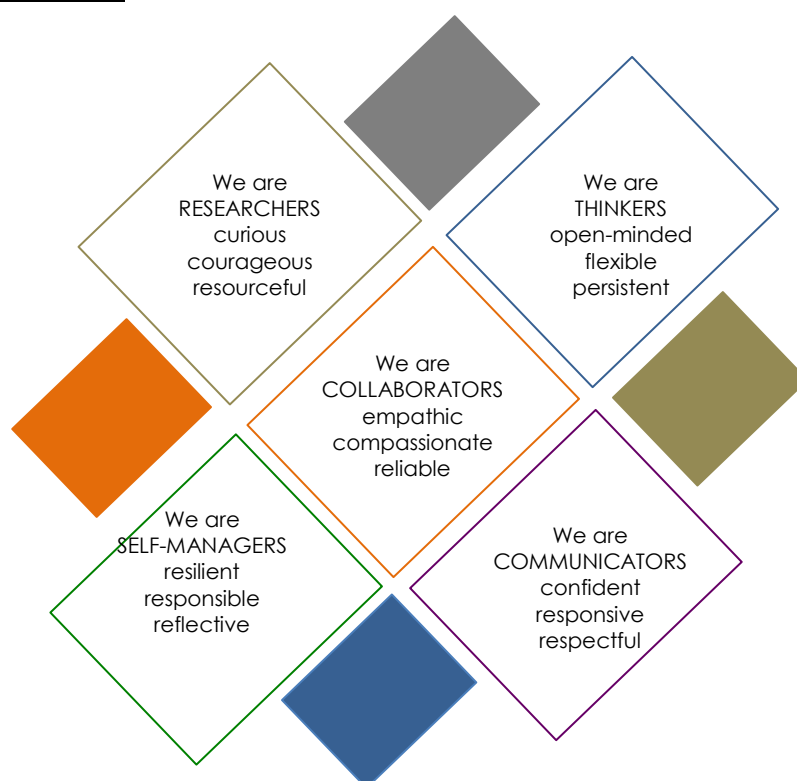 We are
RESEARCHERS
curious
courageous
resourceful
We are
THINKERS
open-minded
flexible
persistent
We are
COLLABORATORS
empathic
compassionate
reliable
We are
SELF-MANAGERS
resilient
responsible
reflective
We are
COMMUNICATORS
confident
responsive
respectful